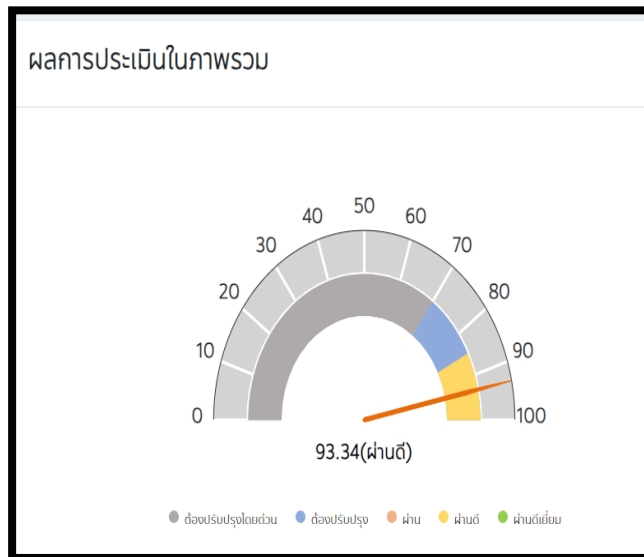 ผลการประเมินในภาพรวม
50
40 60
30 70
20 80
10 90
0 100
93.34(ผ่านดี)
ต้องปรับปรุงโดยด่วน ต้องปรับปรุง ผ่าน ผ่านดี ผ่านดีเยี่ยม